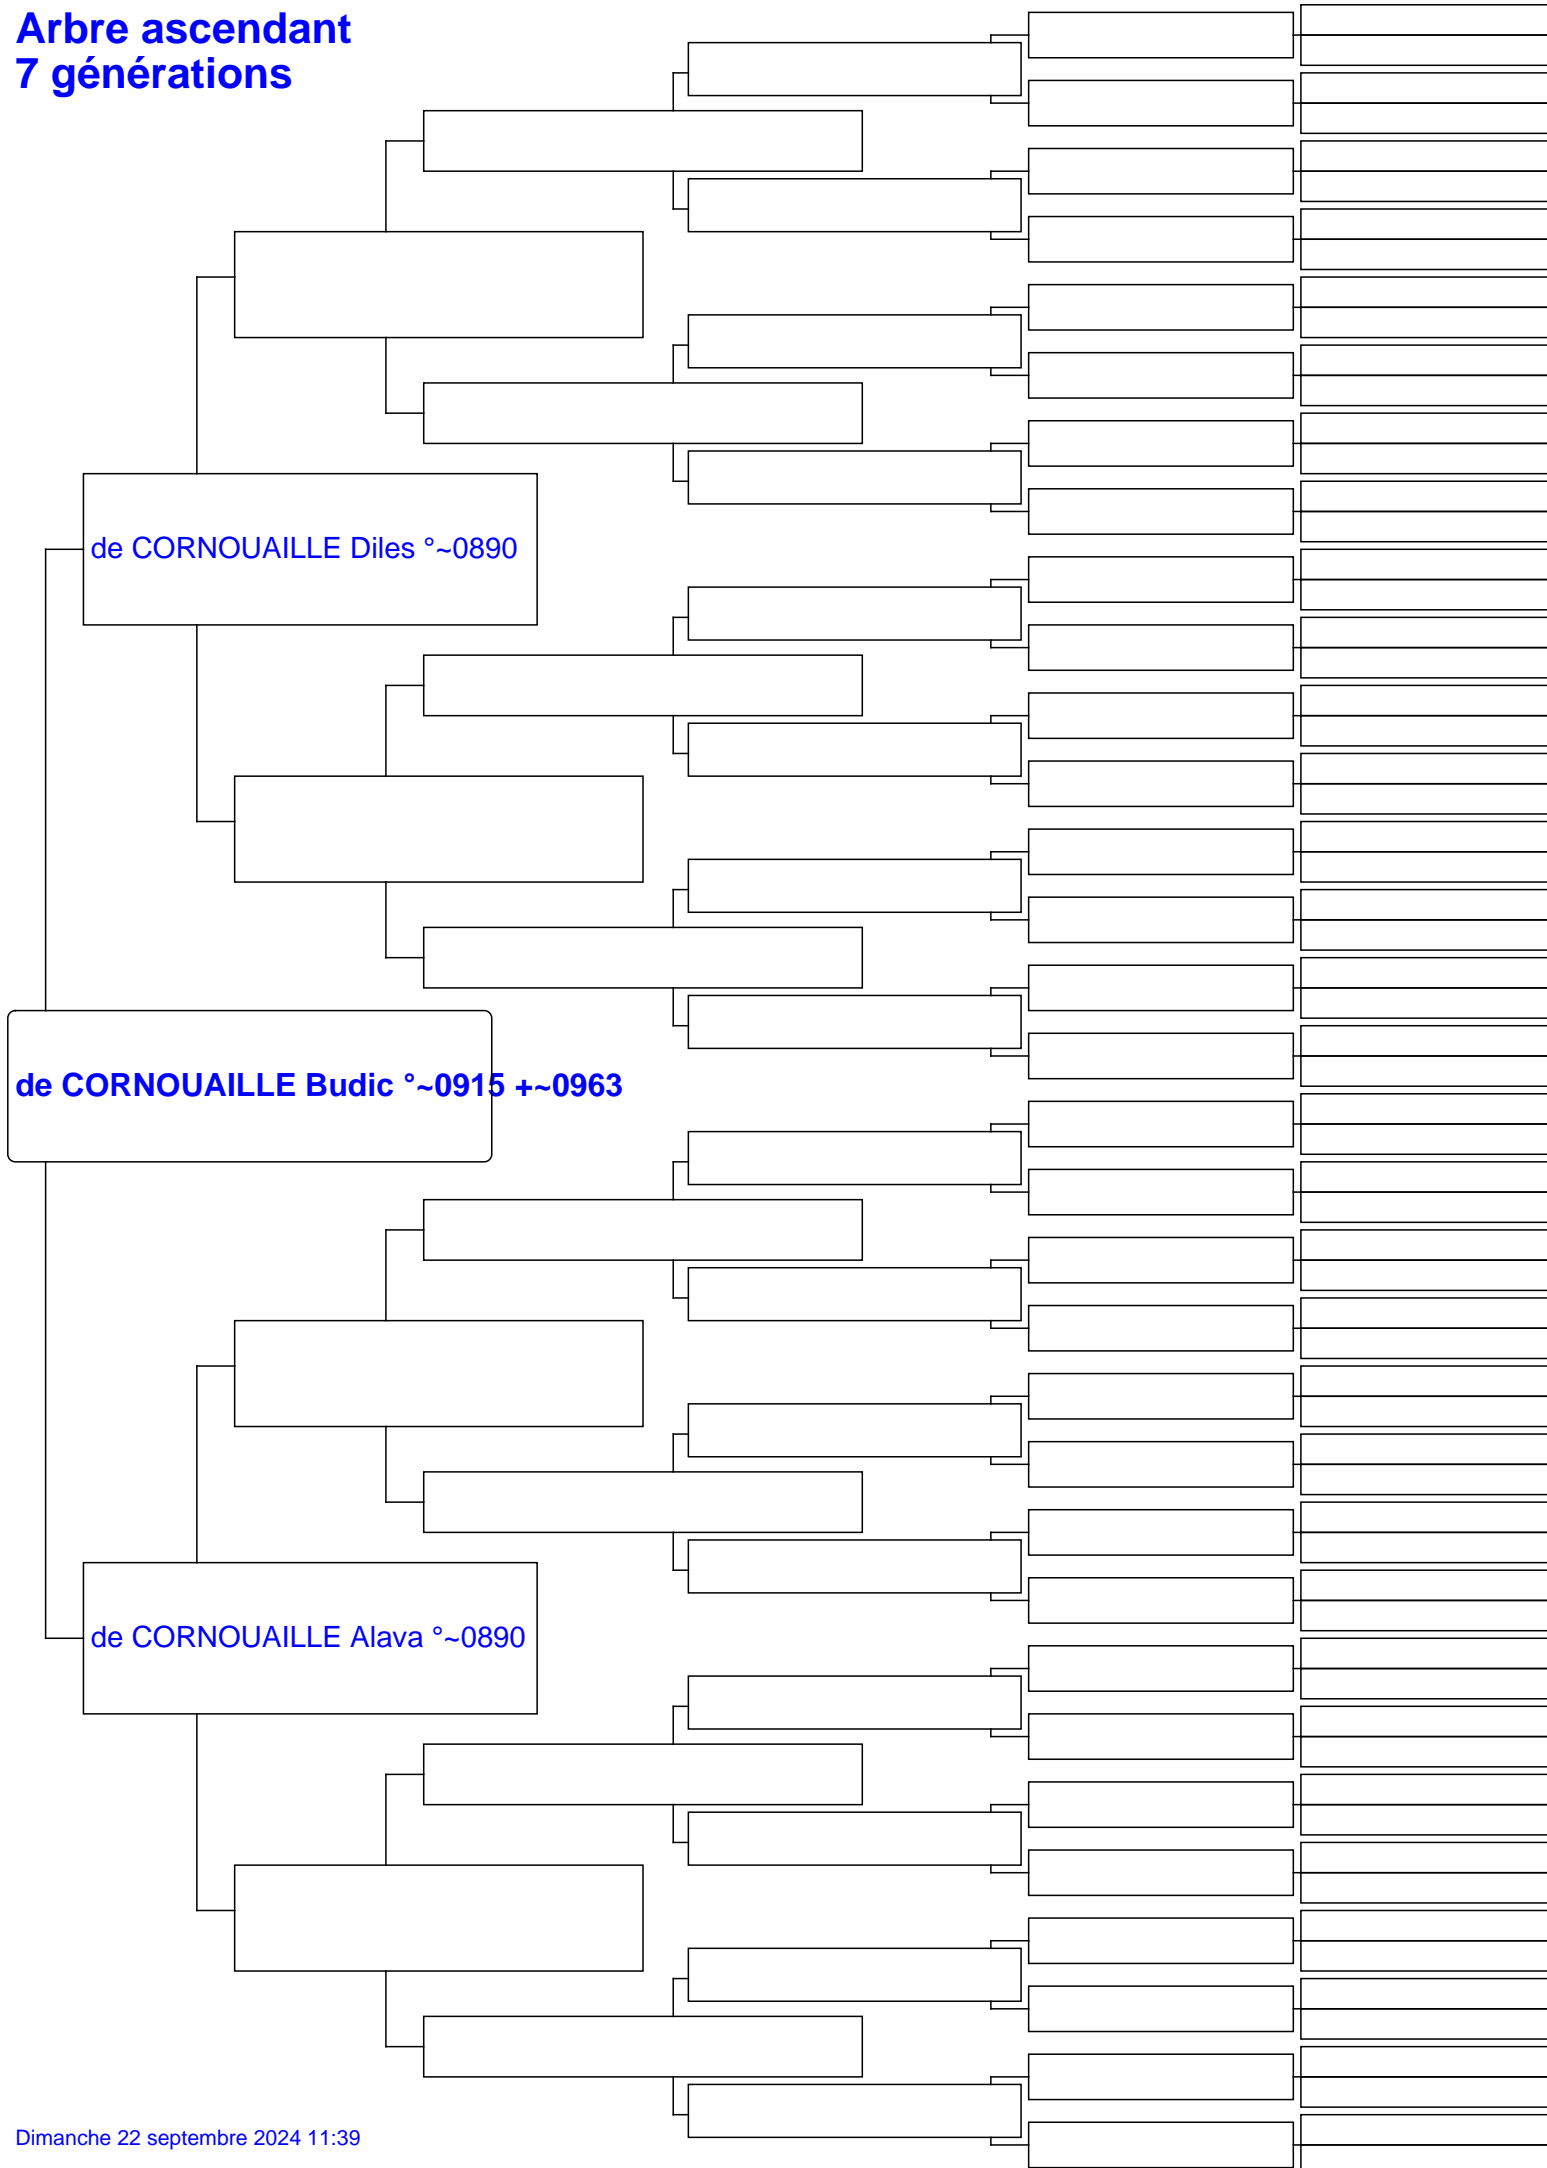 Arbre ascendant
7 générations
de CORNOUAILLE Diles °~0890
de CORNOUAILLE Budic °~0915 +~0963
de CORNOUAILLE Alava °~0890
Dimanche 22 septembre 2024 11:39